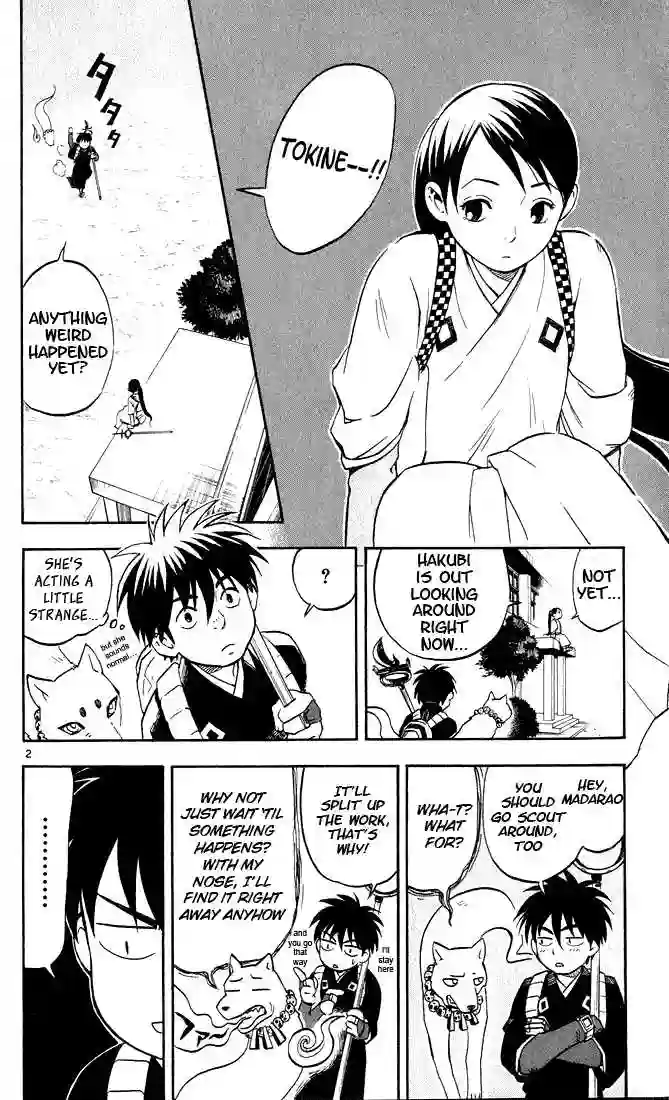 TOKINE--!!
タタタタ
ANYTHING
WEIRD
HAPPENED
YET?
NOT
YET...
HAKUBI
IS OUT
LOOKING
AROUND
RIGHT
NOW...
?
SHE'S
ACTING A
LITTLE
STRANGE...
but she
sounds
normal...
2
HEY,
MADARAO
YOU
SHOULD
GO SCOUT
AROUND,
TOO
WHA-T?
WHAT
FOR?
IT'LL
SPLIT UP
THE WORK,
THAT'S
WHY!
I'll
stay
here
and
you go
that
way
WHY NOT
JUST WAIT 'TIL
SOMETHING
HAPPENS?
WITH MY
NOSE, I'LL
FIND IT RIGHT
AWAY ANYHOW
..........